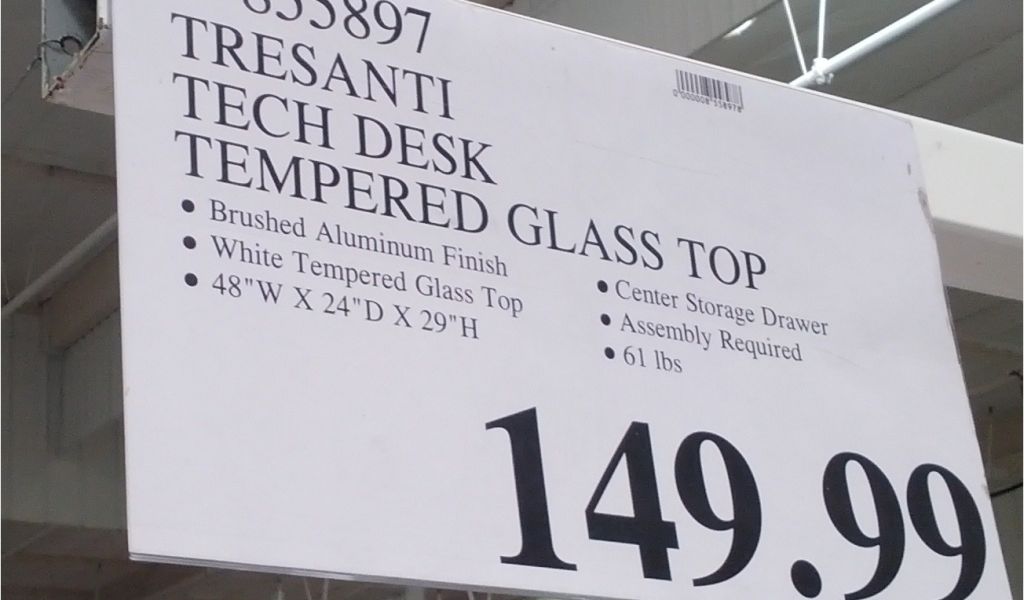 855897
TRESANTI
TECH DESK
TEMPERED GLASS TOP
• Brushed Aluminum Finish
• White Tempered Glass Top
• 48"W X 24"D X 29"H
• Center Storage Drawer
• Assembly Required
• 61 lbs
149.99